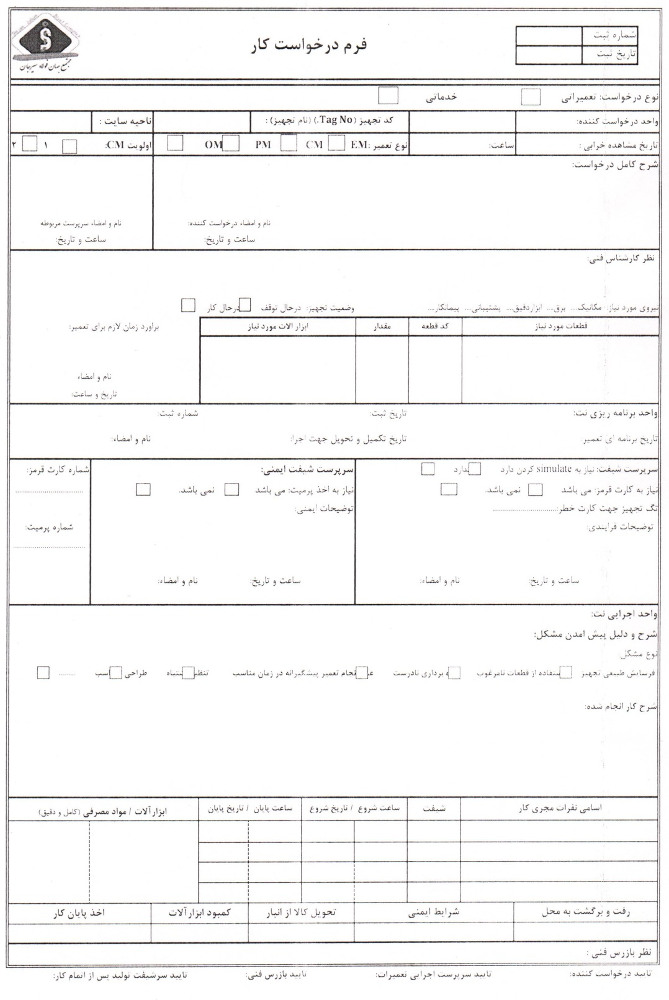 مجتمع جهان فولاد سیرجان
فرم درخواست کار
شماره ثبت
تاریخ ثبت
نوع درخواست: تعمیراتی خدماتی
واحد درخواست کننده: کد تجهیز (Tag No.) (نام تجهیز) : ناحیه سایت :
تاریخ مشاهده خرابی : ساعت: نوع تعمیر :EM CM PM OM اولویت CM: ۱ ۲
شرح کامل درخواست:
نام و امضاء درخواست کننده: نام و امضاء سرپرست مربوطه
ساعت و تاریخ: ساعت و تاریخ:
نظر کارشناس فنی:
نیروی مورد نیاز: مکانیک.... برق.... ابزاردقیق.... پشتیبانی.... پیمانکار.... وضعیت تجهیز: درحال توقف درحال کار
قطعات مورد نیاز کد قطعه مقدار ابزار الات مورد نیاز براورد زمان لازم برای تعمیر:
نام و امضاء
تاریخ و ساعت:
واحد برنامه ریزی نت: تاریخ ثبت: شماره ثبت:
تاریخ برنامه ای تعمیر: تاریخ تکمیل و تحویل جهت اجرا: نام و امضاء:
سرپرست شیفت: نیاز به simulate کردن دارد ندارد سرپرست شیفت ایمنی: شماره کارت قرمز:
نیاز به کارت قرمز: می باشد نمی باشد. نیاز به اخذ پرمیت: می باشد نمی باشد. ..........................
تگ تجهیز جهت کارت خطر:.......................... توضیحات ایمنی:
توضیحات فرایندی: شماره پرمیت:
..........................
ساعت و تاریخ: نام و امضاء: ساعت و تاریخ: نام و امضاء:
واحد اجرایی نت:
شرح و دلیل پیش امدن مشکل:
نوع مشکل:
فرسایش طبیعی تجهیز ستفاده از قطعات نامرغوب ه برداری نادرست عد نجام تعمیر پیشگیرانه در زمان مناسب تنظی شتباه طراحی اسب ........
شرح کار انجام شده:
اسامی نفرات مجری کار شیفت ساعت شروع / تاریخ شروع ساعت پایان / تاریخ پایان ابزارآلات / مواد مصرفی (کامل و دقیق)
رفت و برگشت به محل شرایط ایمنی تحویل کالا از انبار کمبود ابزارآلات اخذ پایان کار
نظر بازرس فنی :
تایید درخواست کننده: تایید سرپرست اجرایی تعمیرات: تایید بازرس فنی: تایید سرشیفت تولید پس از اتمام کار: